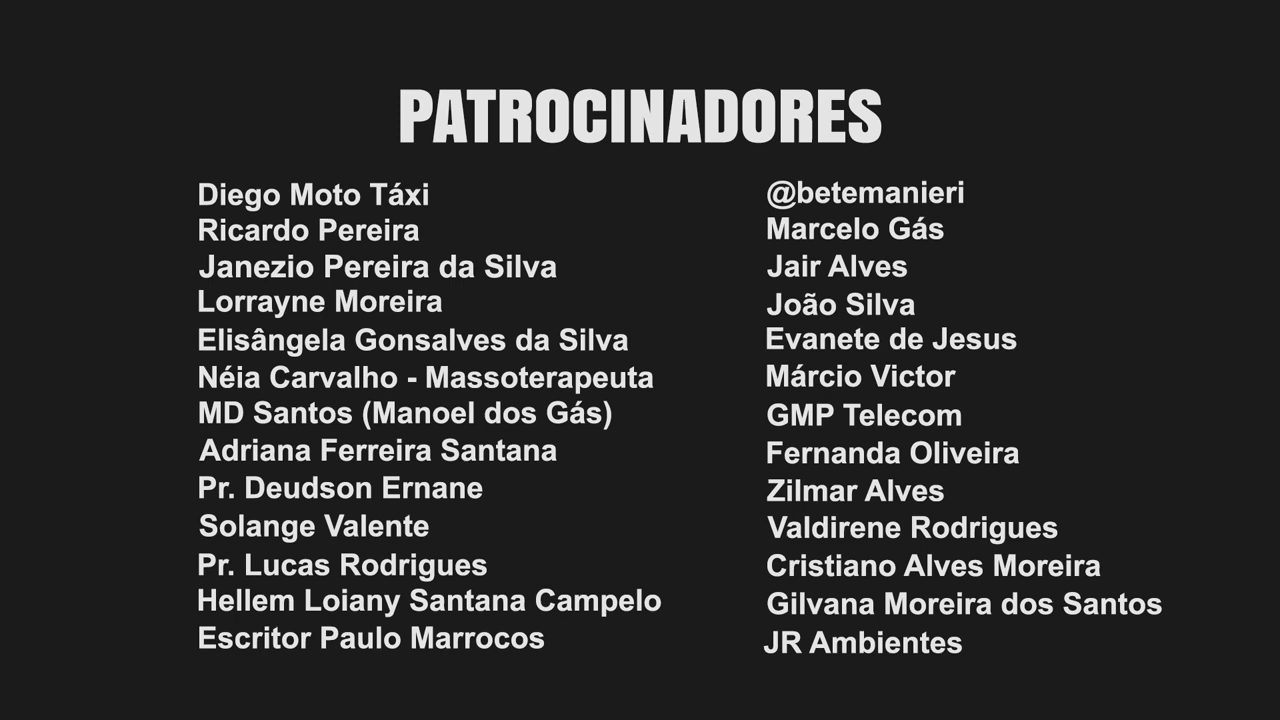 PATROCINADORES
Diego Moto Táxi
Ricardo Pereira
Janezio Pereira da Silva
Lorrayne Moreira
Elisângela Gonsalves da Silva
Néia Carvalho - Massoterapeuta
MD Santos (Manoel dos Gás)
Adriana Ferreira Santana
Pr. Deudson Ernane
Solange Valente
Pr. Lucas Rodrigues
Hellem Loiany Santana Campelo
Escritor Paulo Marrocos
@betemanieri
Marcelo Gás
Jair Alves
João Silva
Evanete de Jesus
Márcio Victor
GMP Telecom
Fernanda Oliveira
Zilmar Alves
Valdirene Rodrigues
Cristiano Alves Moreira
Gilvana Moreira dos Santos
JR Ambientes